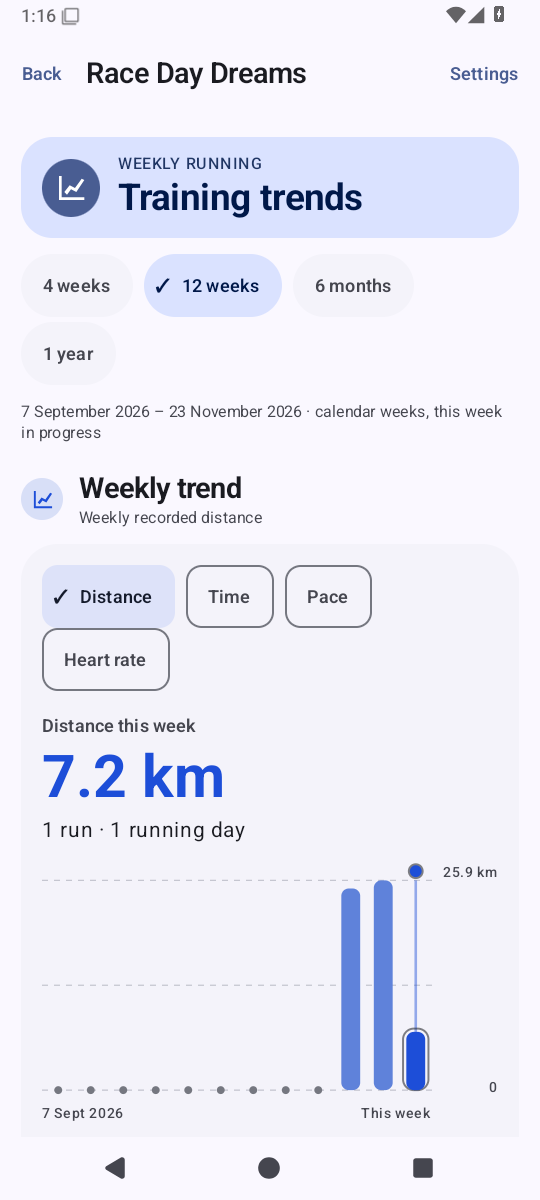 1:16
Back Race Day Dreams Settings
WEEKLY RUNNING
Training trends
4 weeks ✓ 12 weeks 6 months
1 year
7 September 2026 – 23 November 2026 · calendar weeks, this week
in progress
Weekly trend
Weekly recorded distance
✓ Distance Time Pace
Heart rate
Distance this week
7.2 km
1 run · 1 running day
25.9 km
0
7 Sept 2026 This week